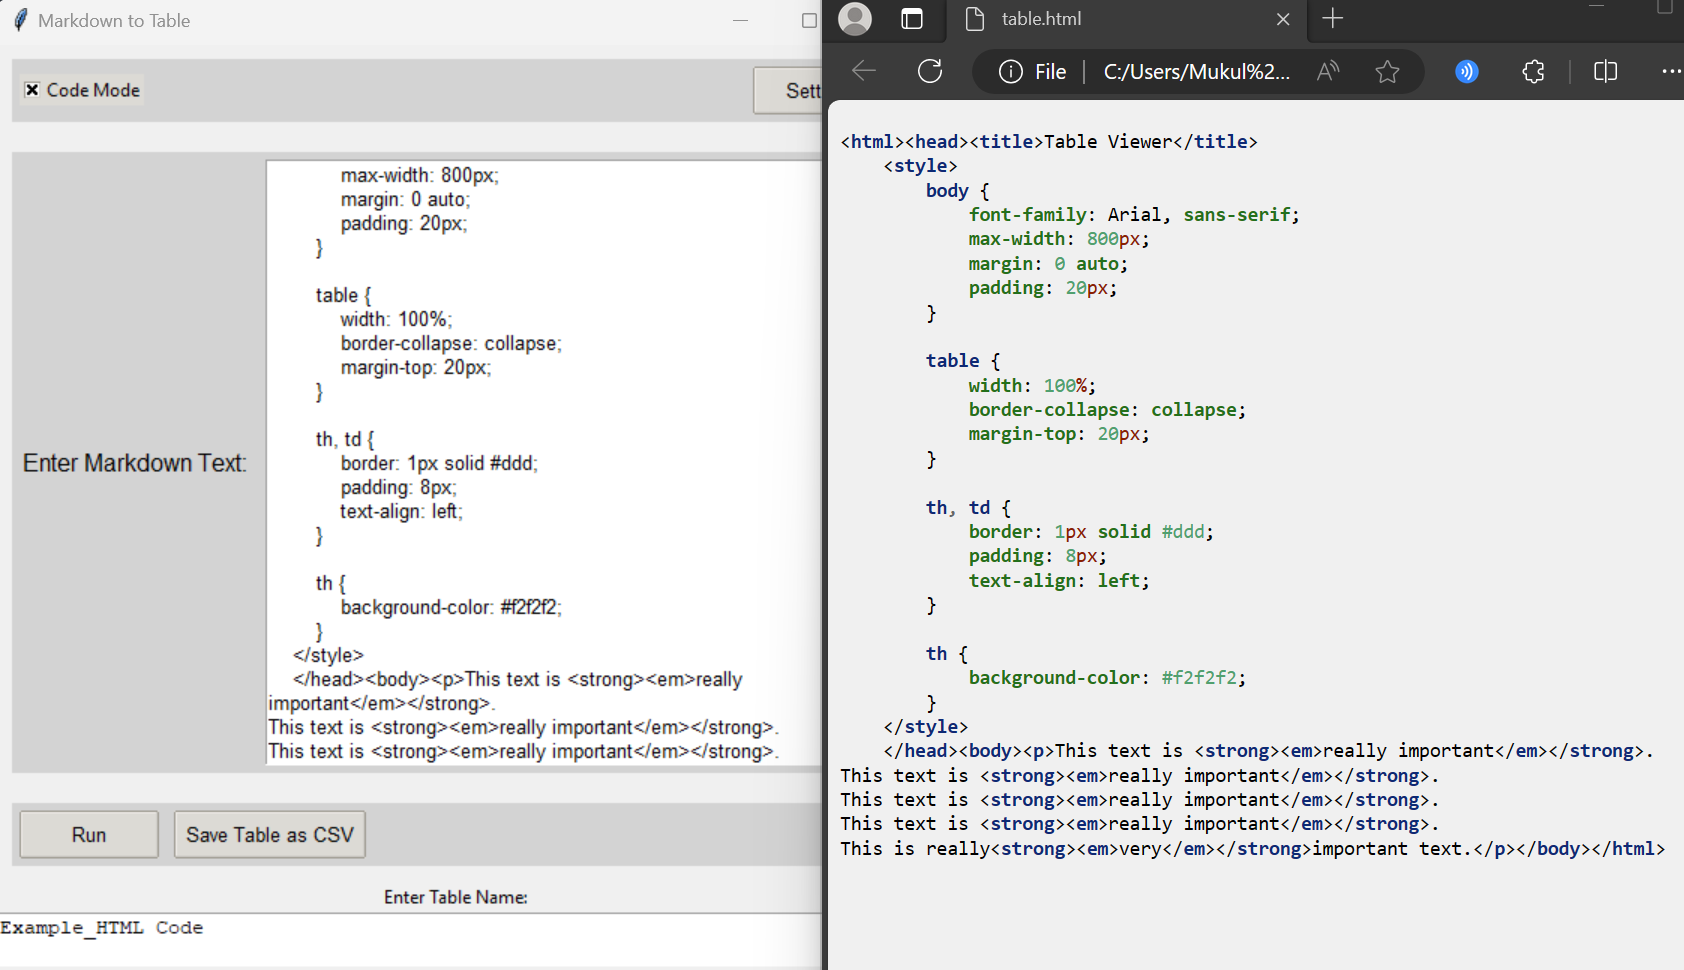 Markdown to Table
Code Mode
Sett
Enter Markdown Text:
max-width: 800px;
margin: 0 auto;
padding: 20px;
}
table {
width: 100%;
border-collapse: collapse;
margin-top: 20px;
}
th, td {
border: 1px solid #ddd;
padding: 8px;
text-align: left;
}
th {
background-color: #f2f2f2;
}
</style>
</head><body><p>This text is <strong><em>really
important</em></strong>.
This text is <strong><em>really important</em></strong>.
This text is <strong><em>really important</em></strong>.
Run
Save Table as CSV
Enter Table Name:
Example_HTML Code
table.html
File
C:/Users/Mukul%2...
<html><head><title>Table Viewer</title>
<style>
body {
font-family: Arial, sans-serif;
max-width: 800px;
margin: 0 auto;
padding: 20px;
}
table {
width: 100%;
border-collapse: collapse;
margin-top: 20px;
}
th, td {
border: 1px solid #ddd;
padding: 8px;
text-align: left;
}
th {
background-color: #f2f2f2;
}
</style>
</head><body><p>This text is <strong><em>really important</em></strong>.
This text is <strong><em>really important</em></strong>.
This text is <strong><em>really important</em></strong>.
This text is <strong><em>really important</em></strong>.
This is really<strong><em>very</em></strong>important text.</p></body></html>